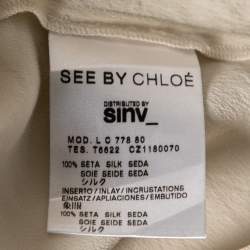 SEE BY CHLOÉ
DISTRIBUTED BY
sinv_
MOD. L C 778 80
TES. T6622 CZ1180070
100% SETA SILK SEDA
SOIE SEIDE SEDA
シルク
INSERTO/INLAY/INCRUSTATIONS
EINSATZ/APLIACIONES/EMBUTIDO
100% SETA SILK SEDA
SOIE SEIDE SEDA
シルク